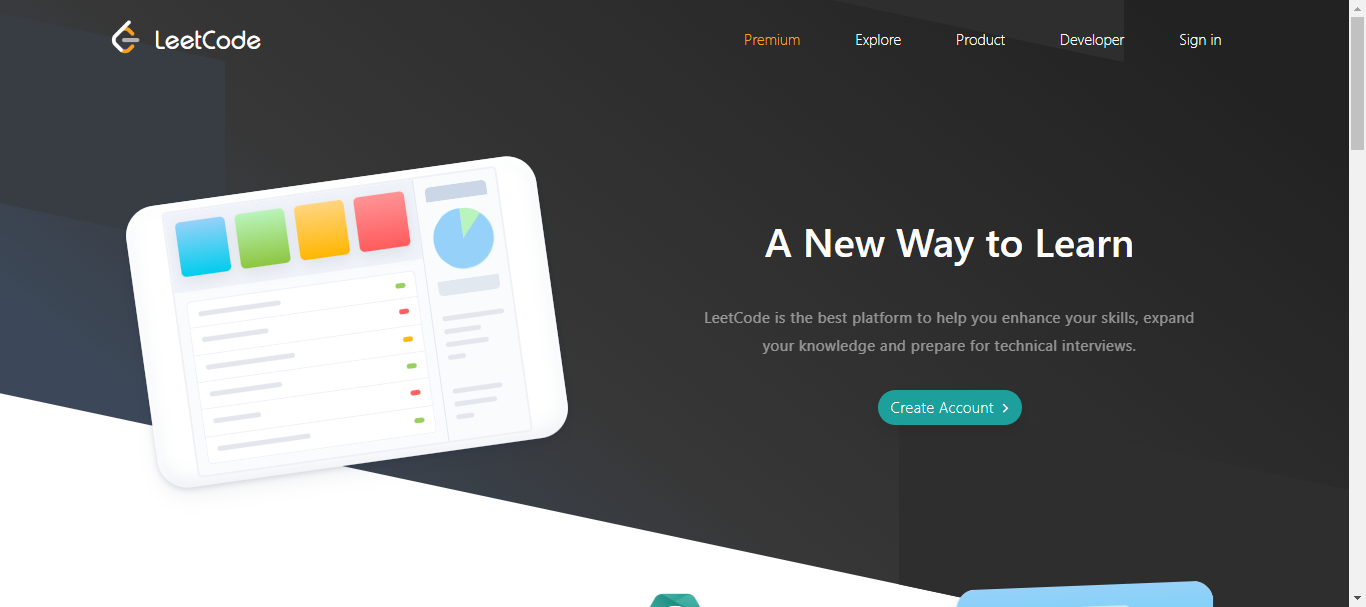 LeetCode
Premium
Explore
Product
Developer
Sign in
A New Way to Learn
LeetCode is the best platform to help you enhance your skills, expand
your knowledge and prepare for technical interviews.
Create Account